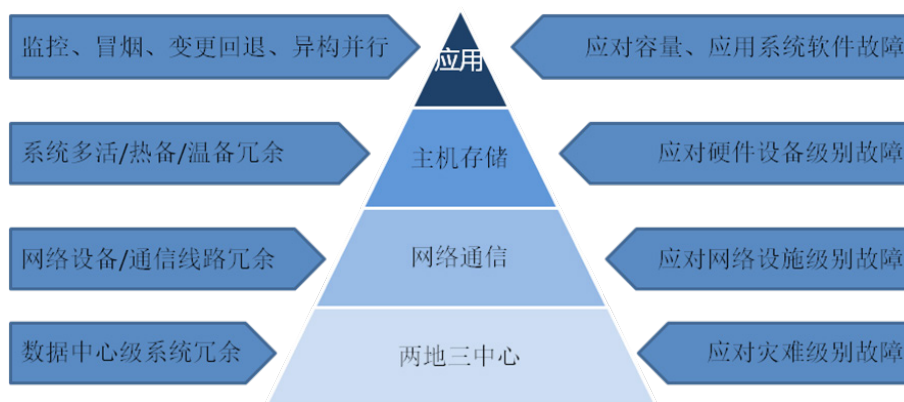 监控、冒烟、变更回退、异构并行
应用
应对容量、应用系统软件故障
系统多活/热备/温备冗余
主机存储
应对硬件设备级别故障
网络设备/通信线路冗余
网络通信
应对网络设施级别故障
数据中心级系统冗余
两地三中心
应对灾难级别故障